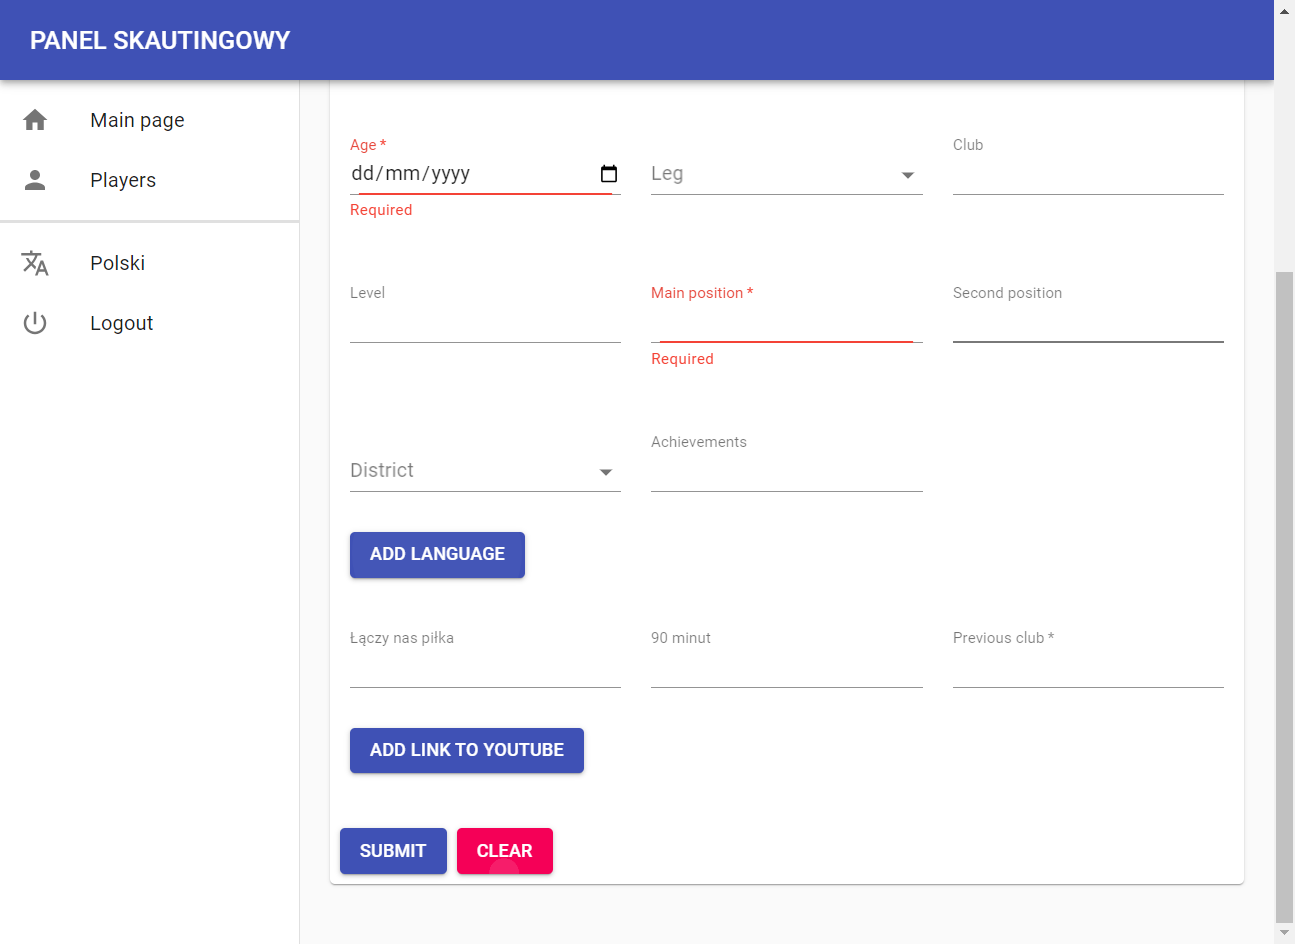 PANEL SKAUTINGOWY
Main page
Players
Polski
Logout
Age *
dd/mm/yyyy
Required
Leg
Club
Level
Main position *
Required
Second position
District
Achievements
ADD LANGUAGE
Łączy nas piłka
90 minut
Previous club *
ADD LINK TO YOUTUBE
SUBMIT
CLEAR